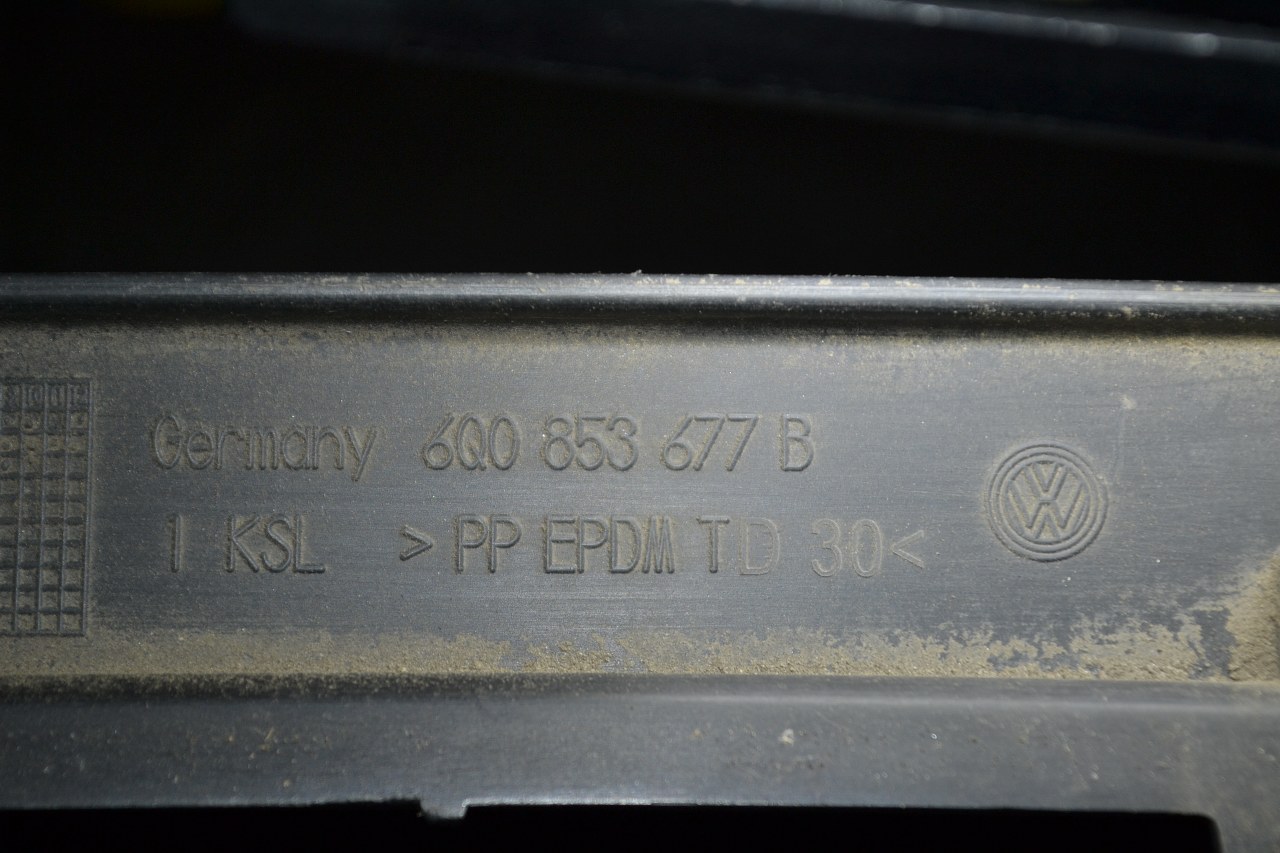 Germany 6Q0 853 677 B
1 KSL >PP EPDM TD 30<